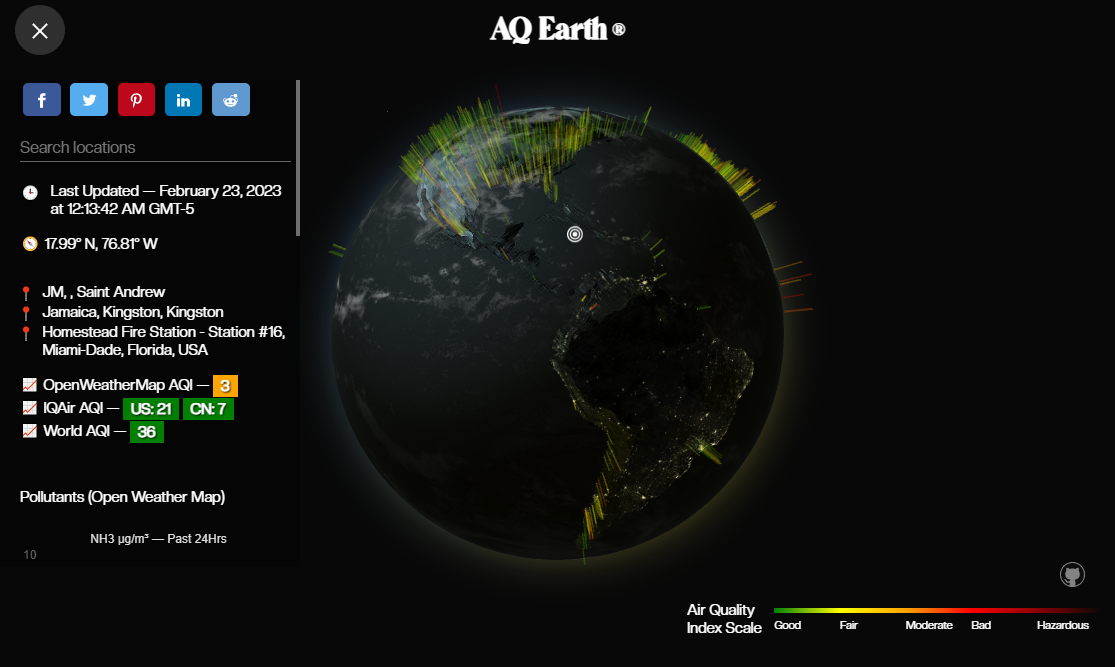 AQ Earth ®
Search locations
Last Updated — February 23, 2023
at 12:13:42 AM GMT-5
17.99° N, 76.81° W
JM, , Saint Andrew
Jamaica, Kingston, Kingston
Homestead Fire Station - Station #16,
Miami-Dade, Florida, USA
OpenWeatherMap AQI — 3
IQAir AQI — US: 21 CN: 7
World AQI — 36
Pollutants (Open Weather Map)
NH3 µg/m³ — Past 24Hrs
10
Air Quality
Index Scale
Good Fair Moderate Bad Hazardous